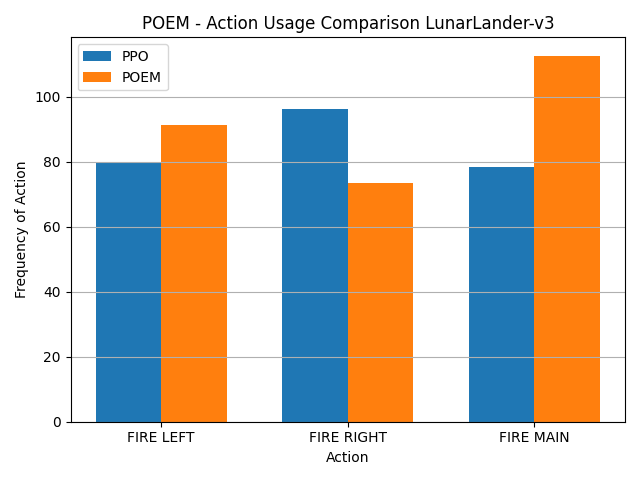 POEM - Action Usage Comparison LunarLander-v3
PPO
POEM
Frequency of Action
100
80
60
40
20
0
FIRE LEFT
FIRE RIGHT
FIRE MAIN
Action